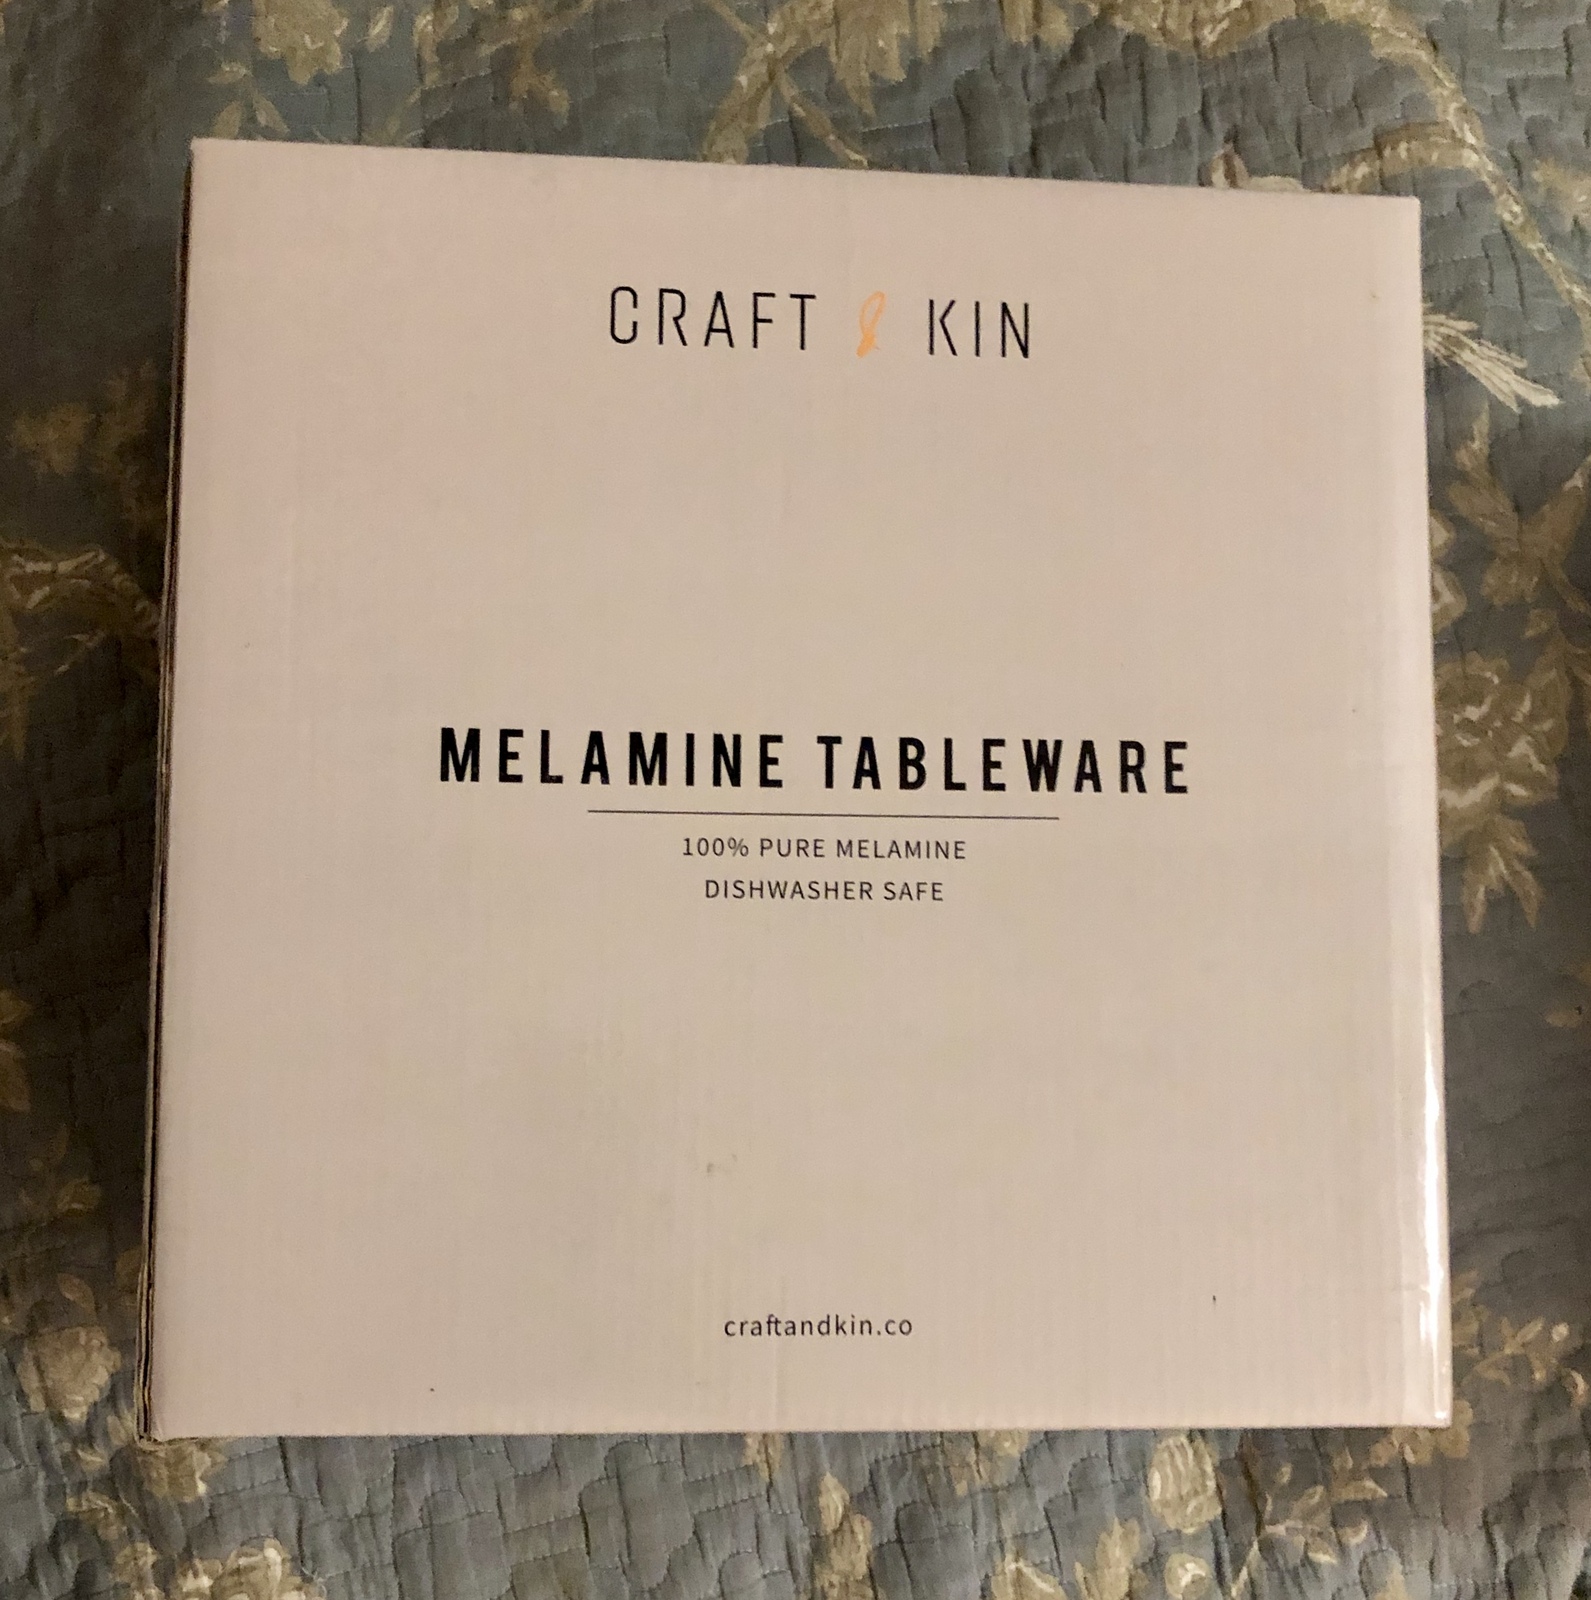 CRAFT & KIN
MELAMINE TABLEWARE
100% PURE MELAMINE
DISHWASHER SAFE
craftandkin.co